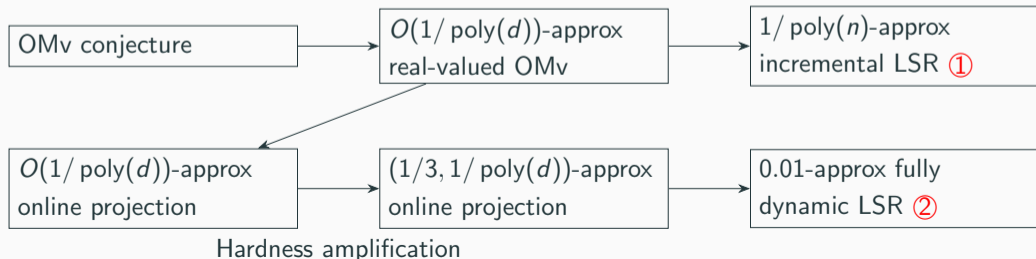 OMv conjecture
O(1/ poly(d))-approx
real-valued OMv
1/ poly(n)-approx
incremental LSR ①
O(1/ poly(d))-approx
online projection
(1/3, 1/ poly(d))-approx
online projection
0.01-approx fully
dynamic LSR ②
Hardness amplification